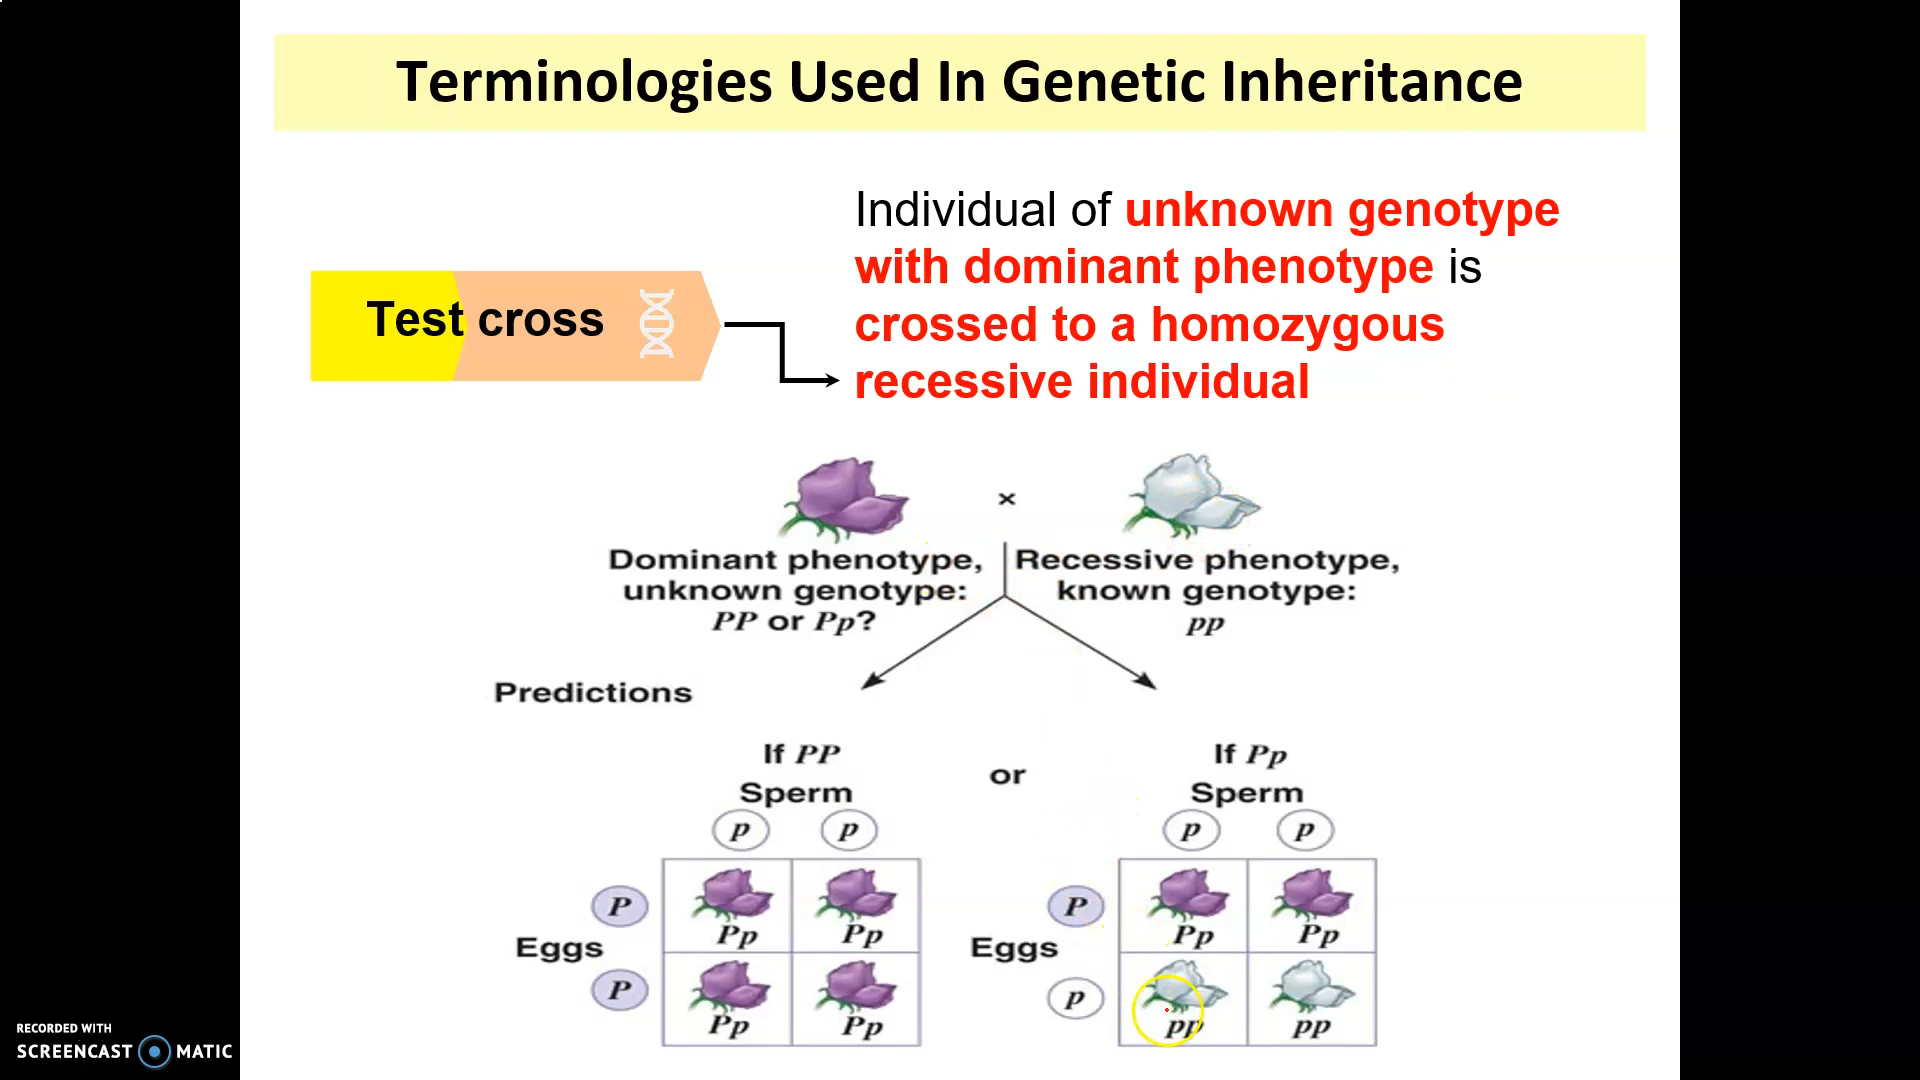 Terminologies Used In Genetic Inheritance
Individual of unknown genotype
with dominant phenotype is
crossed to a homozygous
recessive individual
Test cross
×
Dominant phenotype,
unknown genotype:
PP or Pp?
Recessive phenotype,
known genotype:
pp
Predictions
If PP
Sperm
p p
P
Eggs
P
Pp Pp
Pp Pp
or
If Pp
Sperm
p p
P
Eggs
p
Pp Pp
pp pp
RECORDED WITH
SCREENCAST MATIC